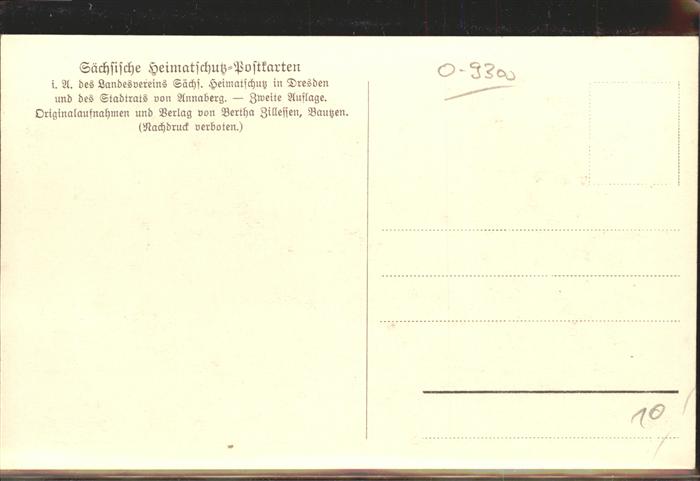 Sächsische Heimatschutz-Postkarten
i. A. des Landesvereins Sächs. Heimatschutz in Dresden
und des Stadtrats von Annaberg. — Zweite Auflage.
Originalaufnahmen und Verlag von Bertha Zillessen, Bautzen.
(Nachdruck verboten.)
O-9300
10